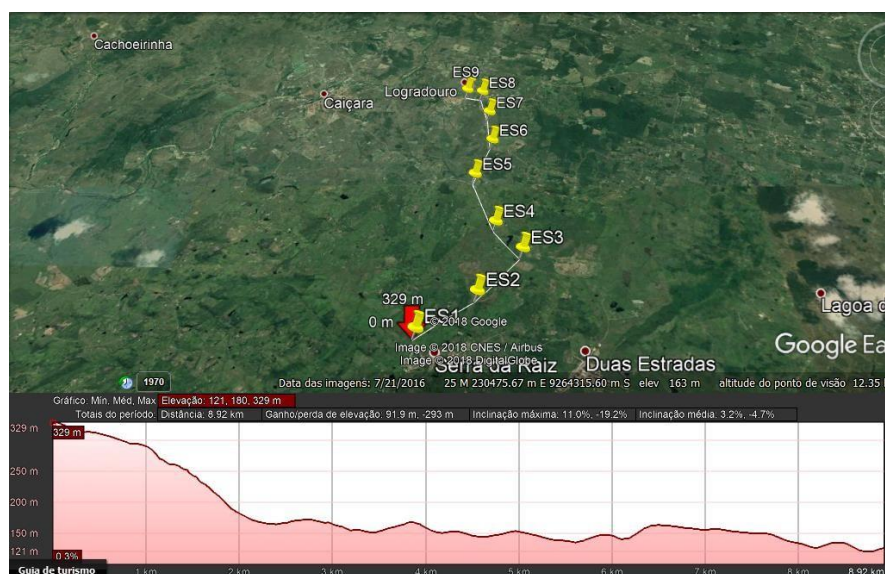 Cachoeirinha
ES9
ES8
Logradouro
Caiçara
ES7
ES6
ES5
ES4
ES3
ES2
329 m
0 m
ES1
© 2018 Google
Image © 2018 CNES / Airbus
Image © 2018 DigitalGlobe
Serra da Raiz
Duas Estradas
Lagoa d
Google Ea
1970
Data das imagens: 7/21/2016 25 M 230475.67 m E 9264315.60 m S elev 163 m altitude do ponto de visão 12.35
Gráfico: Mín, Méd, Max Elevação: 121, 180, 329 m
Totais do período: Distância: 8.92 km Ganho/perda de elevação: 91.9 m, -293 m Inclinação máxima: 11.0%, -19.2% Inclinação média: 3.2%, -4.7%
329 m
329 m
250 m
200 m
150 m
121 m
0.3%
Guia de turismo
1 km 2 km 3 km 4 km 5 km 6 km 7 km 8 km 8.92 km